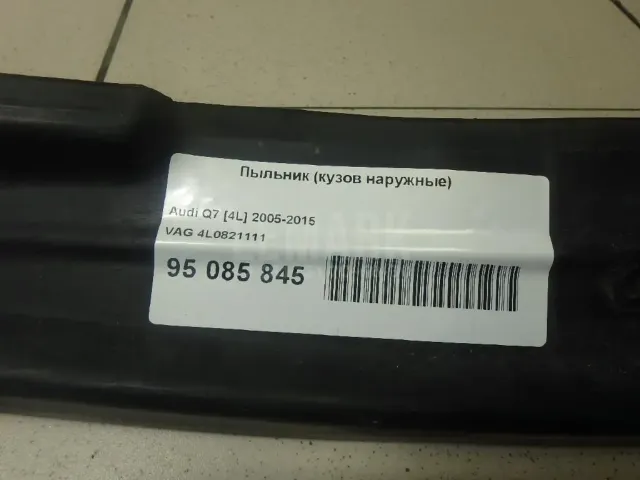 Пыльник (кузов наружные)
Audi Q7 [4L] 2005-2015
VAG 4L0821111
95 085 845